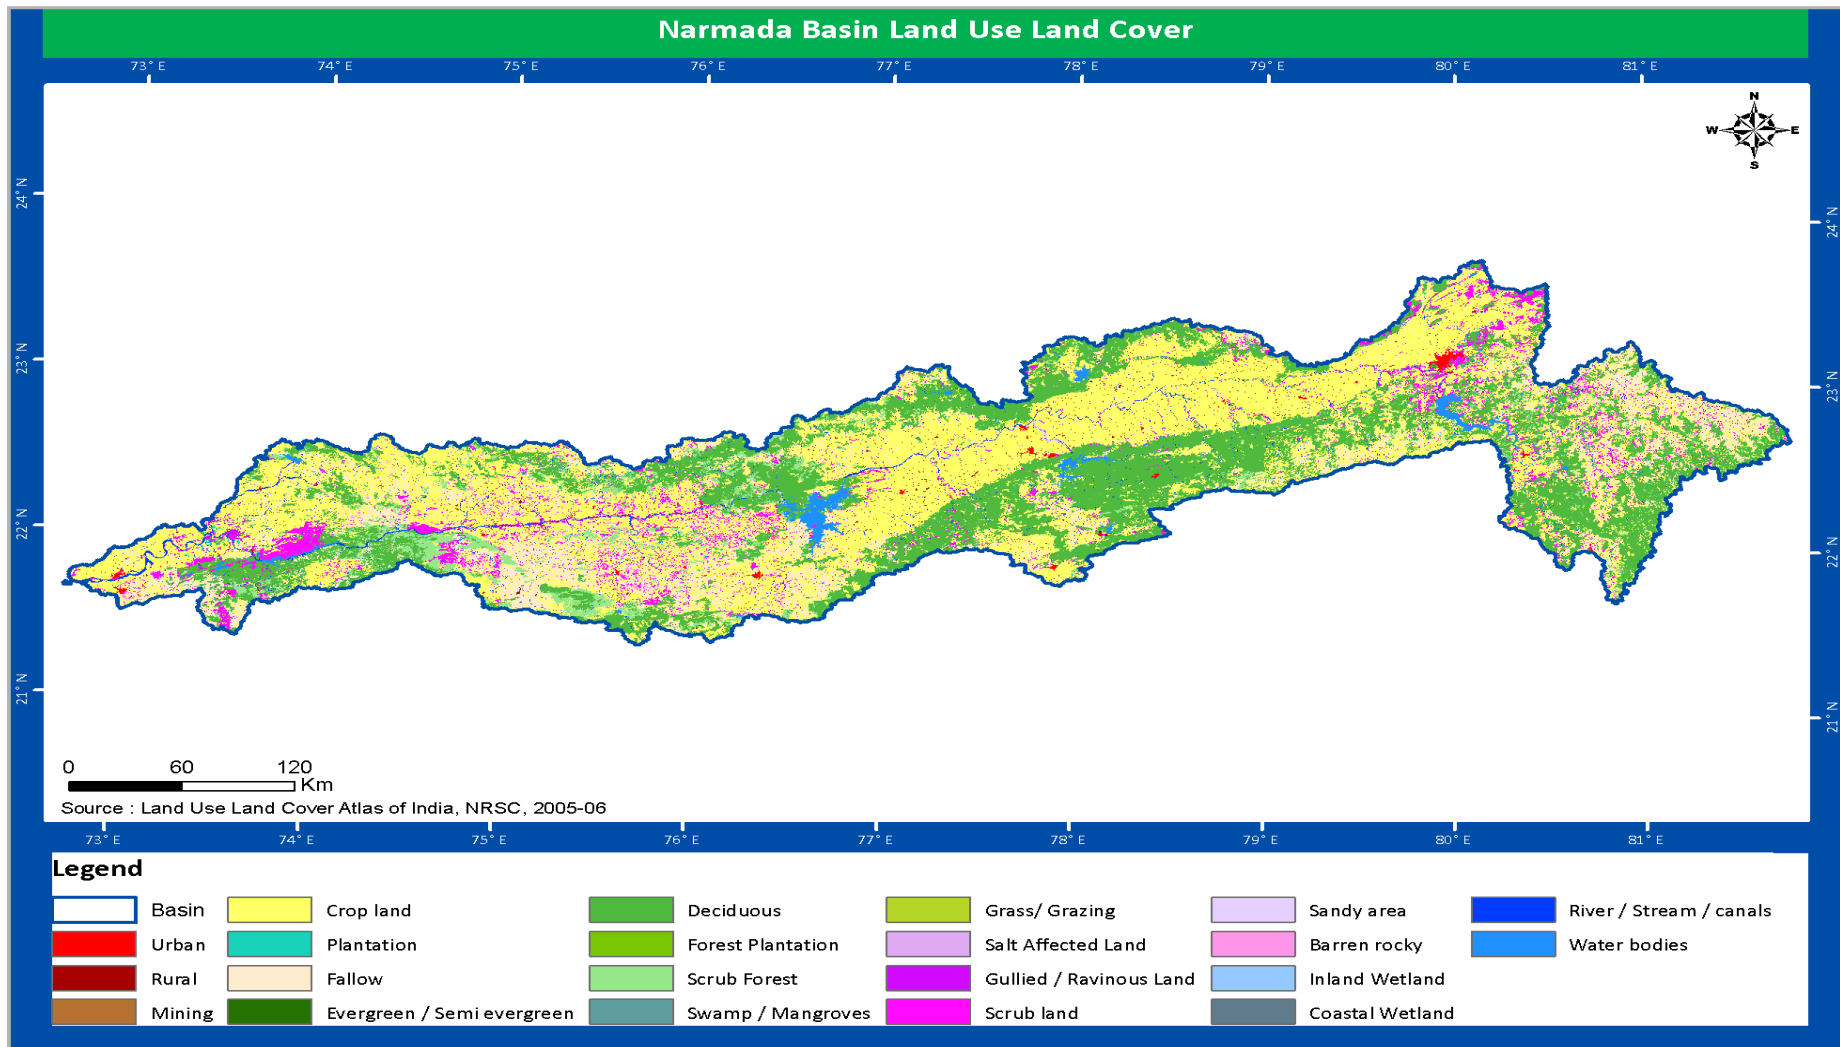 Narmada Basin Land Use Land Cover
73° E 74° E 75° E 76° E 77° E 78° E 79° E 80° E 81° E
N
W E
S
24° N 24° N
23° N 23° N
22° N 22° N
21° N 21° N
0 60 120
Km
Source : Land Use Land Cover Atlas of India, NRSC, 2005-06
73° E 74° E 75° E 76° E 77° E 78° E 79° E 80° E 81° E
Legend
Basin Crop land Deciduous Grass/ Grazing Sandy area River / Stream / canals
Urban Plantation Forest Plantation Salt Affected Land Barren rocky Water bodies
Rural Fallow Scrub Forest Gullied / Ravinous Land Inland Wetland
Mining Evergreen / Semi evergreen Swamp / Mangroves Scrub land Coastal Wetland